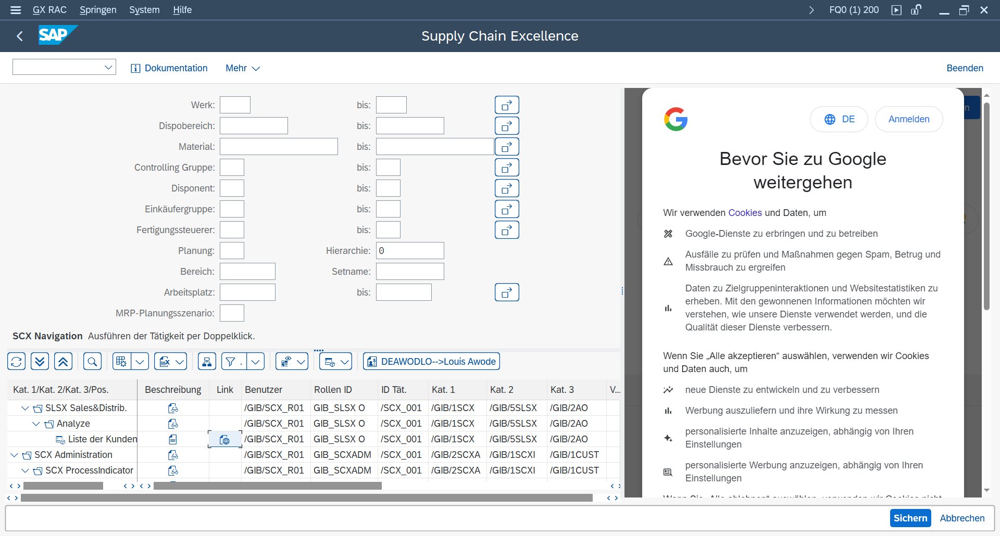 GX RAC Springen System Hilfe FQ0 (1) 200
SAP Supply Chain Excellence
Dokumentation Mehr Beenden
Werk: bis:
Dispobereich: bis:
Material: bis:
Controlling Gruppe: bis:
Disponent: bis:
Einkäufergruppe: bis:
Fertigungssteuerer: bis:
Planung: Hierarchie: 0
Bereich: Setname:
Arbeitsplatz: bis:
MRP-Planungsszenario:
SCX Navigation Ausführen der Tätigkeit per Doppelklick.
DEAWODLO-->Louis Awode
Kat. 1/Kat. 2/Kat. 3/Pos. Beschreibung Link Benutzer Rollen ID ID Tät. Kat. 1 Kat. 2 Kat. 3 V...
SLSX Sales&Distrib. /GIB/SCX_R01 GIB_SLSX O /SCX_001 /GIB/1SCX /GIB/5SLSX /GIB/2AO
Analyze /GIB/SCX_R01 GIB_SLSX O /SCX_001 /GIB/1SCX /GIB/5SLSX /GIB/2AO
Liste der Kunden /GIB/SCX_R01 GIB_SLSX O /SCX_001 /GIB/1SCX /GIB/5SLSX /GIB/2AO
SCX Administration /GIB/SCX_R01 GIB_SCXADM /SCX_001 /GIB/2SCXA /GIB/1SCXI /GIB/1CUST
SCX ProcessIndicator /GIB/SCX_R01 GIB_SCXADM /SCX_001 /GIB/2SCXA /GIB/1SCXI /GIB/1CUST
n
DE Anmelden
Bevor Sie zu Google
weitergehen
Wir verwenden Cookies und Daten, um
Google-Dienste zu erbringen und zu betreiben
Ausfälle zu prüfen und Maßnahmen gegen Spam, Betrug und
Missbrauch zu ergreifen
Daten zu Zielgruppeninteraktionen und Websitestatistiken zu
erheben. Mit den gewonnenen Informationen möchten wir
verstehen, wie unsere Dienste verwendet werden, und die
Qualität dieser Dienste verbessern.
Wenn Sie „Alle akzeptieren“ auswählen, verwenden wir Cookies
und Daten auch, um
neue Dienste zu entwickeln und zu verbessern
Werbung auszuliefern und ihre Wirkung zu messen
personalisierte Inhalte anzuzeigen, abhängig von Ihren
Einstellungen
personalisierte Werbung anzuzeigen, abhängig von Ihren
Einstellungen
Wenn Sie „Alle ablehnen“ auswählen, verwenden wir Cookies nicht
Sichern Abbrechen